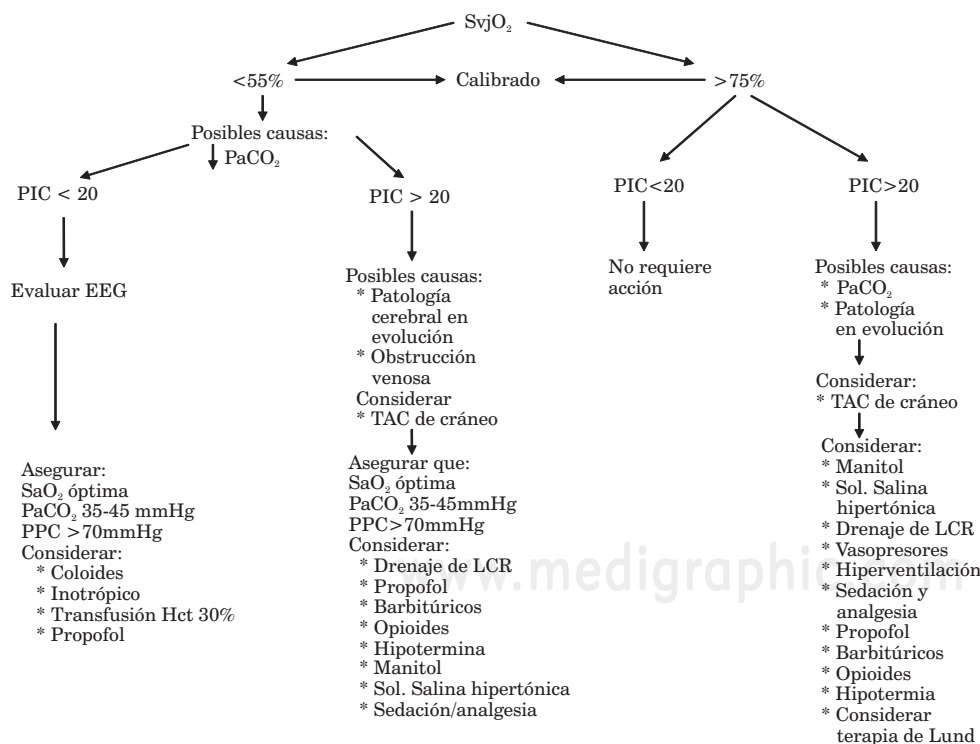 SvjO₂
<55%
Calibrado
>75%
Posibles causas:
PaCO₂
PIC < 20
PIC > 20
PIC<20
PIC>20
Evaluar EEG
Posibles causas:
* Patología
cerebral en
evolución
* Obstrucción
venosa
Considerar
* TAC de cráneo
No requiere
acción
Posibles causas:
* PaCO₂
* Patología
en evolución
Considerar:
* TAC de cráneo
Asegurar:
SaO₂ óptima
PaCO₂ 35-45 mmHg
PPC >70mmHg
Considerar:
* Coloides
* Inotrópico
* Transfusión Hct 30%
* Propofol
Asegurar que:
SaO₂ óptima
PaCO₂ 35-45mmHg
PPC>70mmHg
Considerar:
* Drenaje de LCR
* Propofol
* Barbitúricos
* Opioides
* Hipotermina
* Manitol
* Sol. Salina hipertónica
* Sedación/analgesia
Considerar:
* Manitol
* Sol. Salina
hipertónica
* Drenaje de LCR
* Vasopresores
* Hiperventilación
* Sedación y
analgesia
* Propofol
* Barbitúricos
* Opioides
* Hipotermia
* Considerar
terapia de Lund
www.medigraphic.com